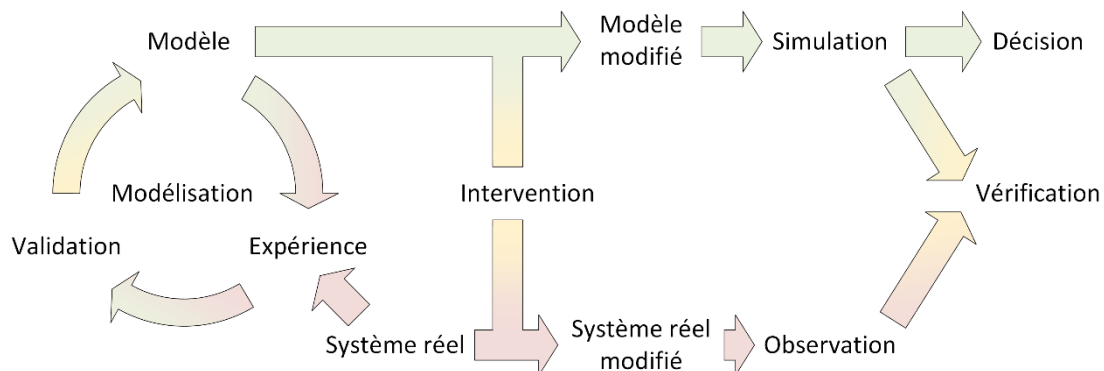 Modèle
Modèle
modifié
Simulation
Décision
Modélisation
Intervention
Vérification
Validation
Expérience
Système réel
Système réel
modifié
Observation